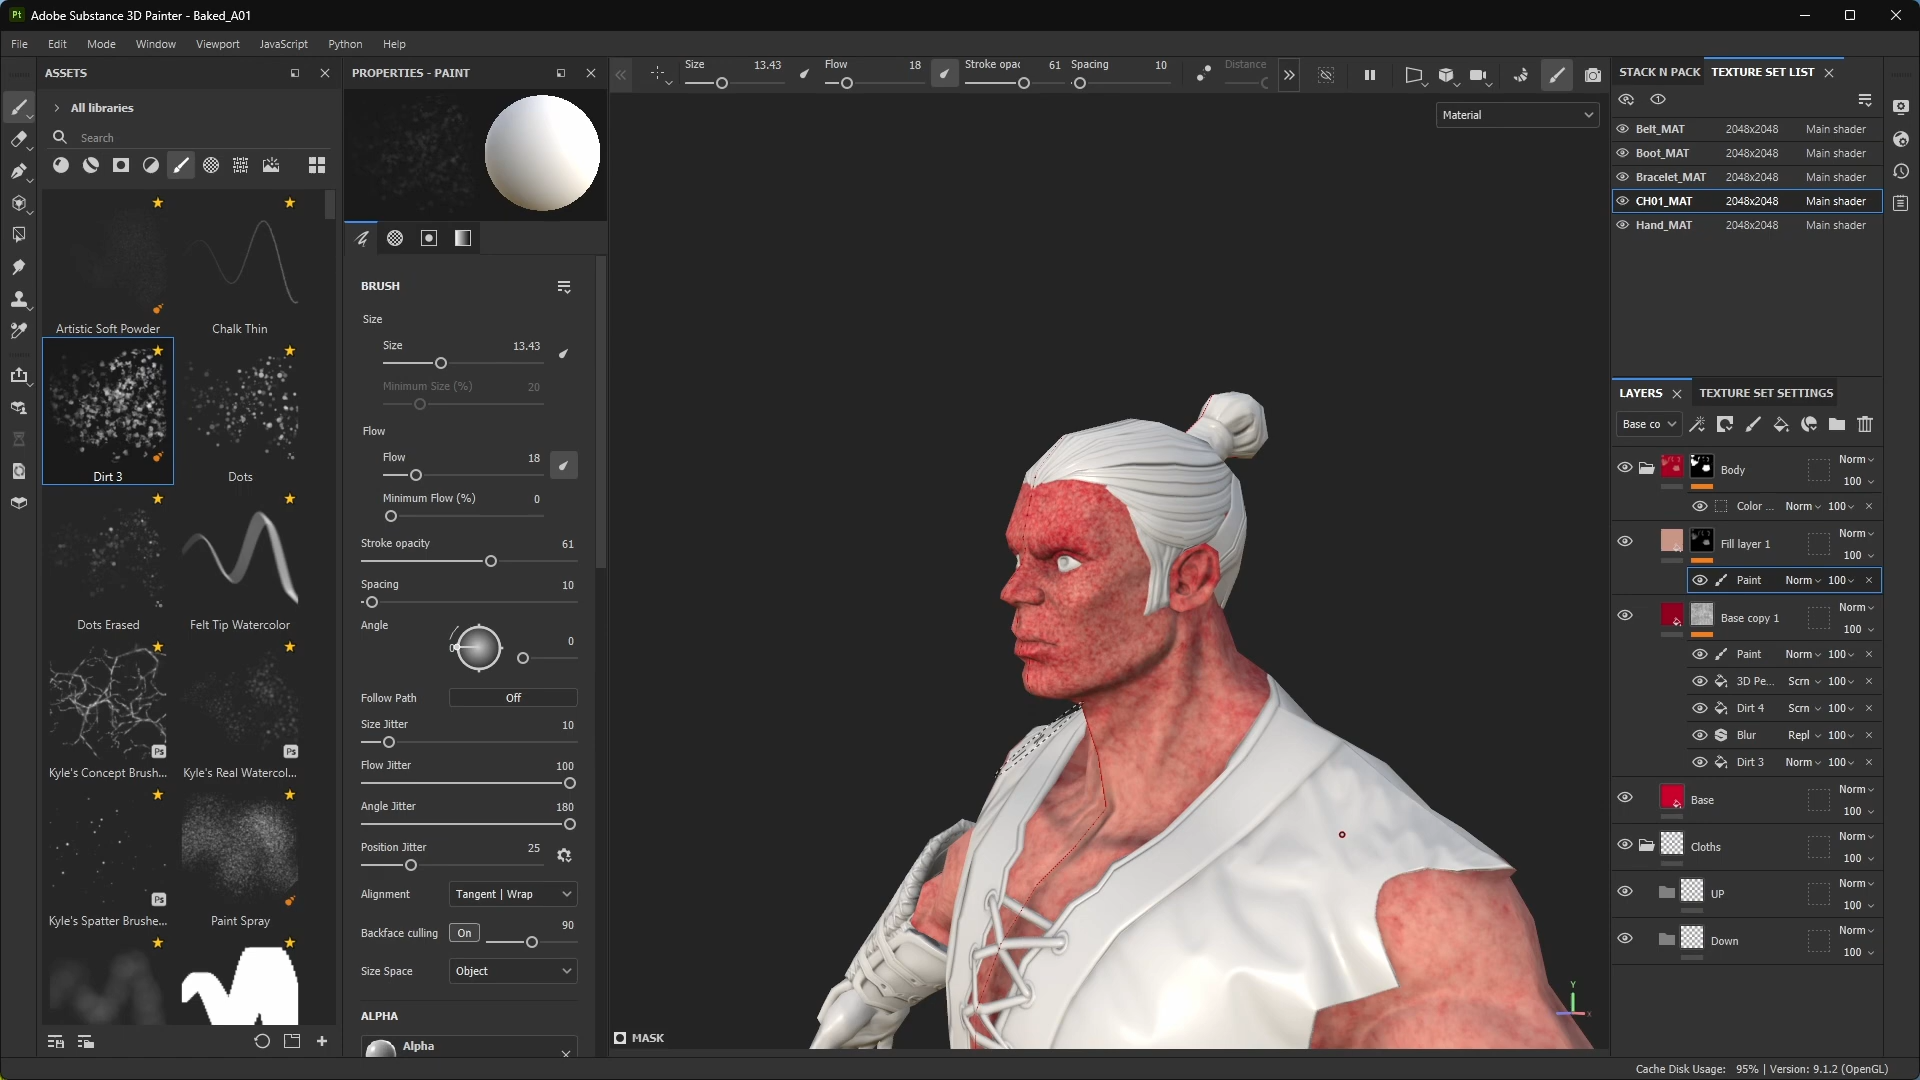 Pt Adobe Substance 3D Painter - Baked_A01
File Edit Mode Window Viewport JavaScript Python Help
ASSETS
All libraries
Search
Artistic Soft Powder
Chalk Thin
Dirt 3
Dots
Dots Erased
Felt Tip Watercolor
Ps
Ps
Kyle's Concept Brush...
Kyle's Real Watercol...
Ps
Kyle's Spatter Brushe...
Paint Spray
PROPERTIES - PAINT
BRUSH
Size
Size 13.43
Minimum Size (%) 20
Flow
Flow 18
Minimum Flow (%) 0
Stroke opacity 61
Spacing 10
Angle
0 0
Follow Path Off
Size Jitter 10
Flow Jitter 100
Angle Jitter 180
Position Jitter 25
Alignment Tangent | Wrap
Backface culling On 90
Size Space Object
ALPHA
Alpha
Size 13.43 Flow 18 Stroke opac 61 Spacing 10 Distance
Material
MASK
Y
STACK N PACK TEXTURE SET LIST
1
Belt_MAT 2048x2048 Main shader
Boot_MAT 2048x2048 Main shader
Bracelet_MAT 2048x2048 Main shader
CH01_MAT 2048x2048 Main shader
Hand_MAT 2048x2048 Main shader
LAYERS TEXTURE SET SETTINGS
Base co
Body Norm
100
Color ... Norm 100
Fill layer 1 Norm
100
Paint Norm 100
Base copy 1 Norm
100
Paint Norm 100
3D Pe... Scrn 100
Dirt 4 Scrn 100
Blur Repl 100
Dirt 3 Norm 100
Base Norm
100
Cloths Norm
100
UP Norm
100
Down Norm
100
Cache Disk Usage: 95% | Version: 9.1.2 (OpenGL)